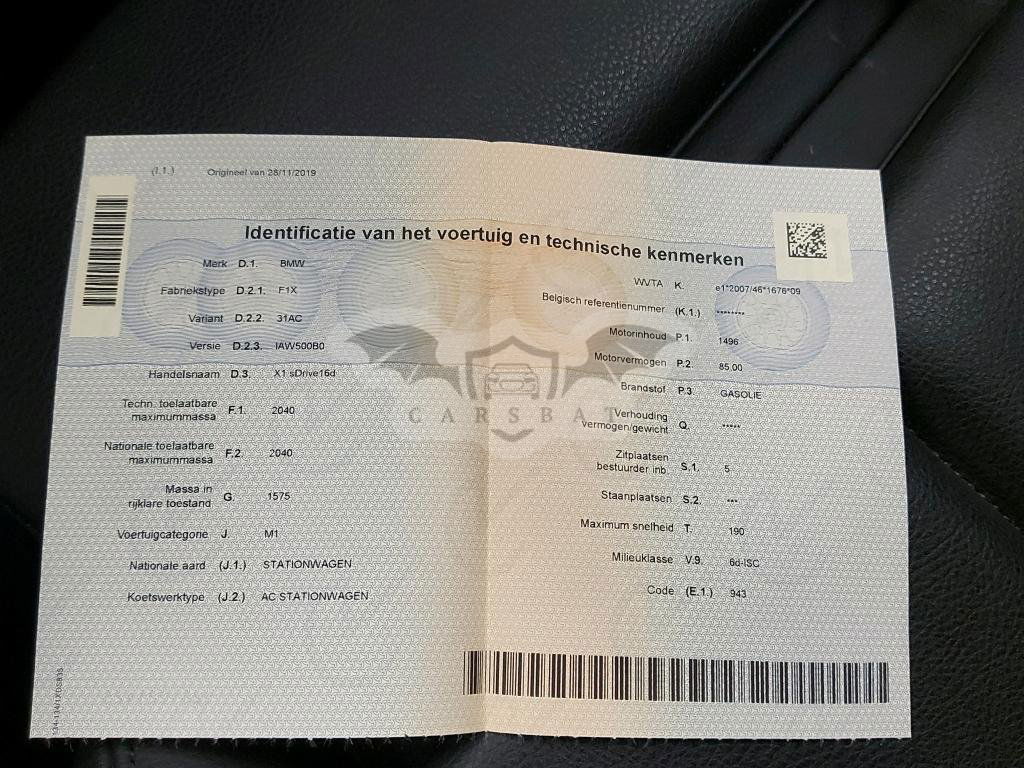 (I.1.) Origineel van 28/11/2019
Identificatie van het voertuig en technische kenmerken
Merk D.1. BMW
Fabriekstype D.2.1. F1X
Variant D.2.2. 31AC
Versie D.2.3. IAW500B0
Handelsnaam D.3. X1 sDrive16d
Techn. toelaatbare
maximummassa F.1. 2040
Nationale toelaatbare
maximummassa F.2. 2040
Massa in
rijklare toestand G. 1575
Voertuigcategorie J. M1
Nationale aard (J.1.) STATIONWAGEN
Koetswerktype (J.2.) AC STATIONWAGEN
WVTA K. e1*2007/46*1676*09
Belgisch referentienummer (K.1.) ********
Motorinhoud P.1. 1496
Motorvermogen P.2. 85,00
Brandstof P.3. GASOLIE
Verhouding
vermogen/gewicht Q. *****
Zitplaatsen
bestuurder inb. S.1. 5
Staanplaatsen S.2. ***
Maximum snelheid T. 190
Milieuklasse V.9. 6d-ISC
Code (E.1.) 943
CARSBAT